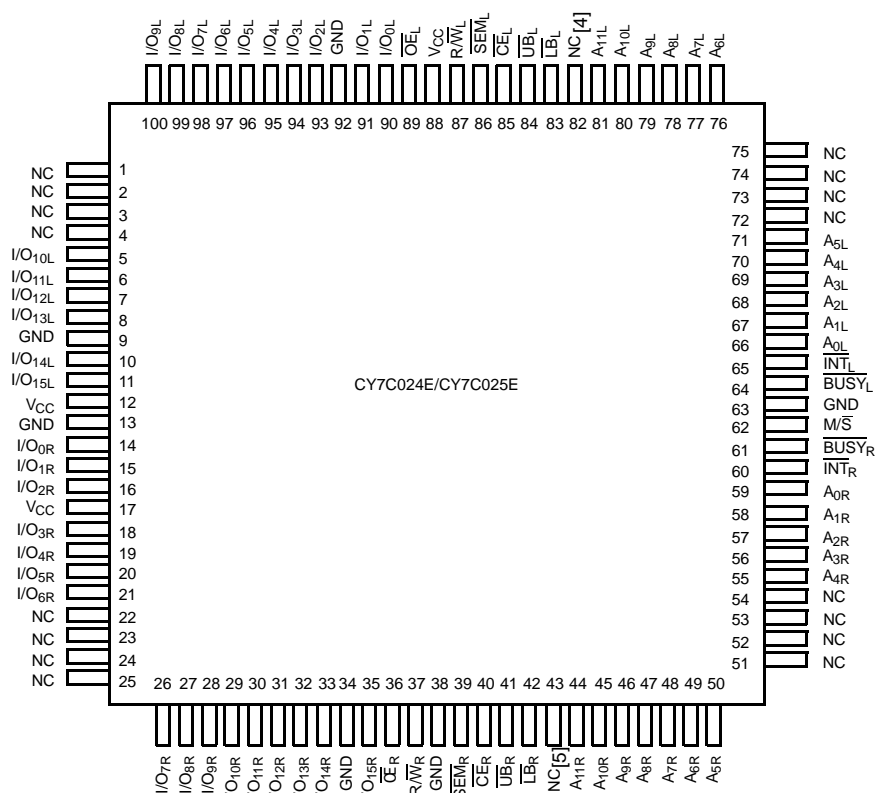 I/O9L
I/O8L
I/O7L
I/O6L
I/O5L
I/O4L
I/O3L
I/O2L
GND
I/O1L
I/O0L
OEL
VCC
R/WL
SEML
CEL
UBL
LBL
NC[4]
A11L
A10L
A9L
A8L
A7L
A6L
100 99 98 97 96 95 94 93 92 91 90 89 88 87 86 85 84 83 82 81 80 79 78 77 76
NC 1
NC 2
NC 3
NC 4
I/O10L 5
I/O11L 6
I/O12L 7
I/O13L 8
GND 9
I/O14L 10
I/O15L 11
VCC 12
GND 13
I/O0R 14
I/O1R 15
I/O2R 16
VCC 17
I/O3R 18
I/O4R 19
I/O5R 20
I/O6R 21
NC 22
NC 23
NC 24
NC 25
CY7C024E/CY7C025E
75 NC
74 NC
73 NC
72 NC
71 A5L
70 A4L
69 A3L
68 A2L
67 A1L
66 A0L
65 INTL
64 BUSYL
63 GND
62 M/S
61 BUSYR
60 INTR
59 A0R
58 A1R
57 A2R
56 A3R
55 A4R
54 NC
53 NC
52 NC
51 NC
26 27 28 29 30 31 32 33 34 35 36 37 38 39 40 41 42 43 44 45 46 47 48 49 50
I/O7R
I/O8R
I/O9R
/O10R
/O11R
/O12R
/O13R
/O14R
GND
/O15R
OER
R/WR
GND
SEMR
CER
UBR
LBR
NC[5]
A11R
A10R
A9R
A8R
A7R
A6R
A5R